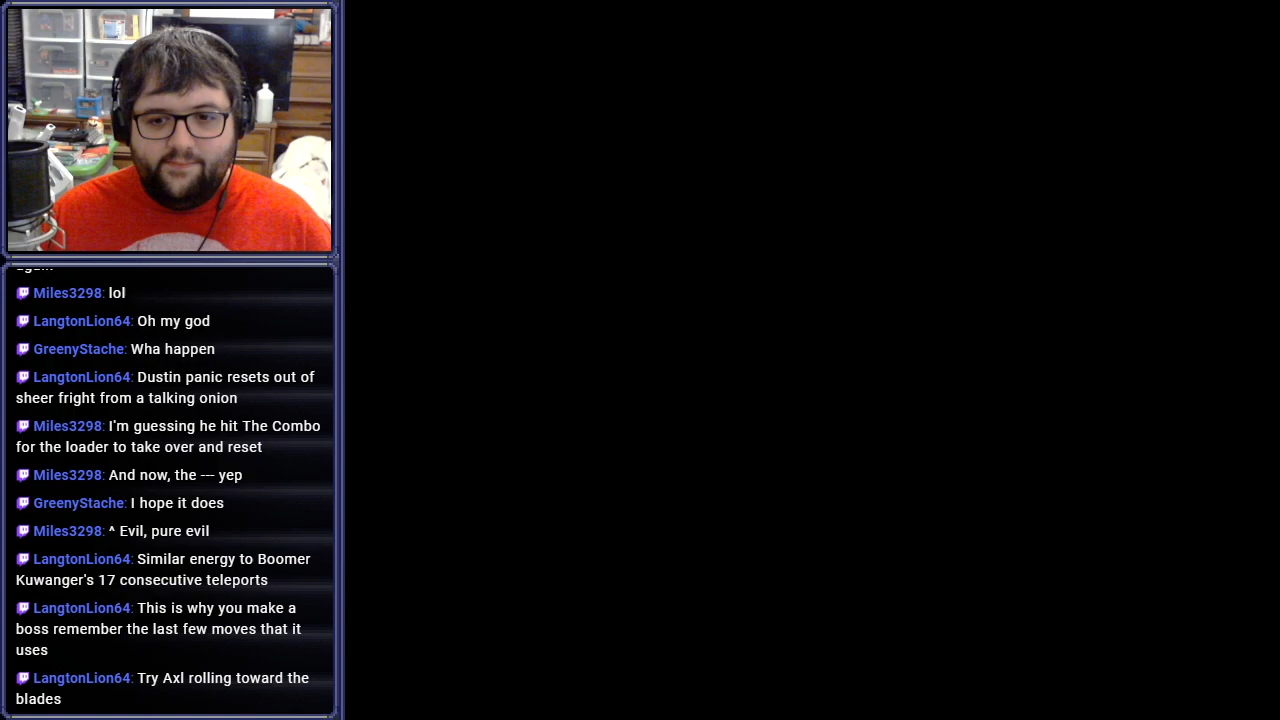 Miles3298: lol
LangtonLion64: Oh my god
GreenyStache: Wha happen
LangtonLion64: Dustin panic resets out of
sheer fright from a talking onion
Miles3298: I'm guessing he hit The Combo
for the loader to take over and reset
Miles3298: And now, the --- yep
GreenyStache: I hope it does
Miles3298: ^ Evil, pure evil
LangtonLion64: Similar energy to Boomer
Kuwanger's 17 consecutive teleports
LangtonLion64: This is why you make a
boss remember the last few moves that it
uses
LangtonLion64: Try Axl rolling toward the
blades